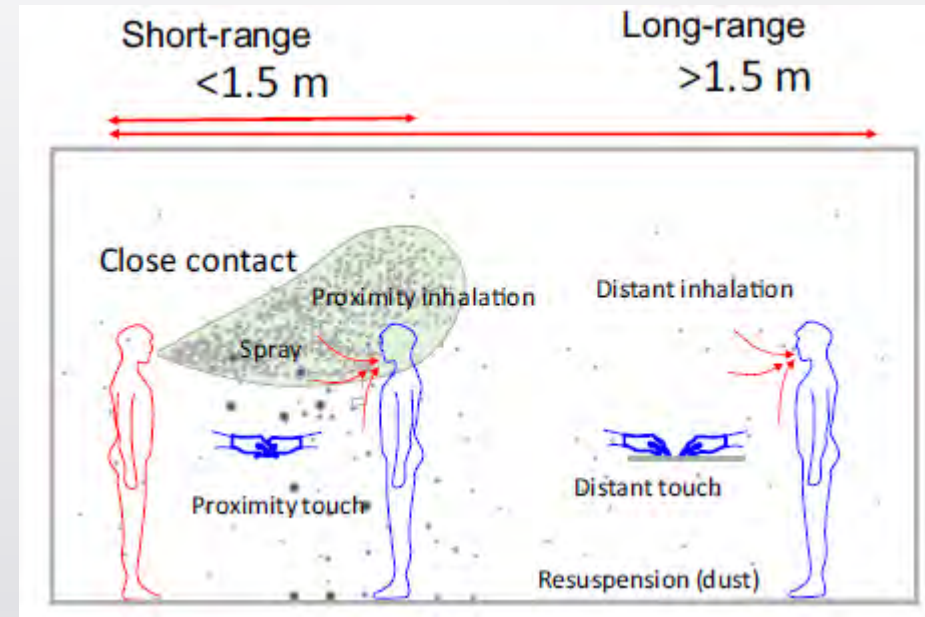 Short-range
<1.5 m
Long-range
>1.5 m
Close contact
Proximity inhalation
Distant inhalation
Spray
Proximity touch
Distant touch
Resuspension (dust)